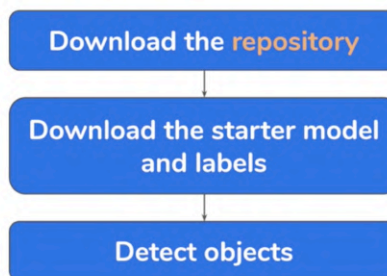 Download the repository
Download the starter model
and labels
Detect objects